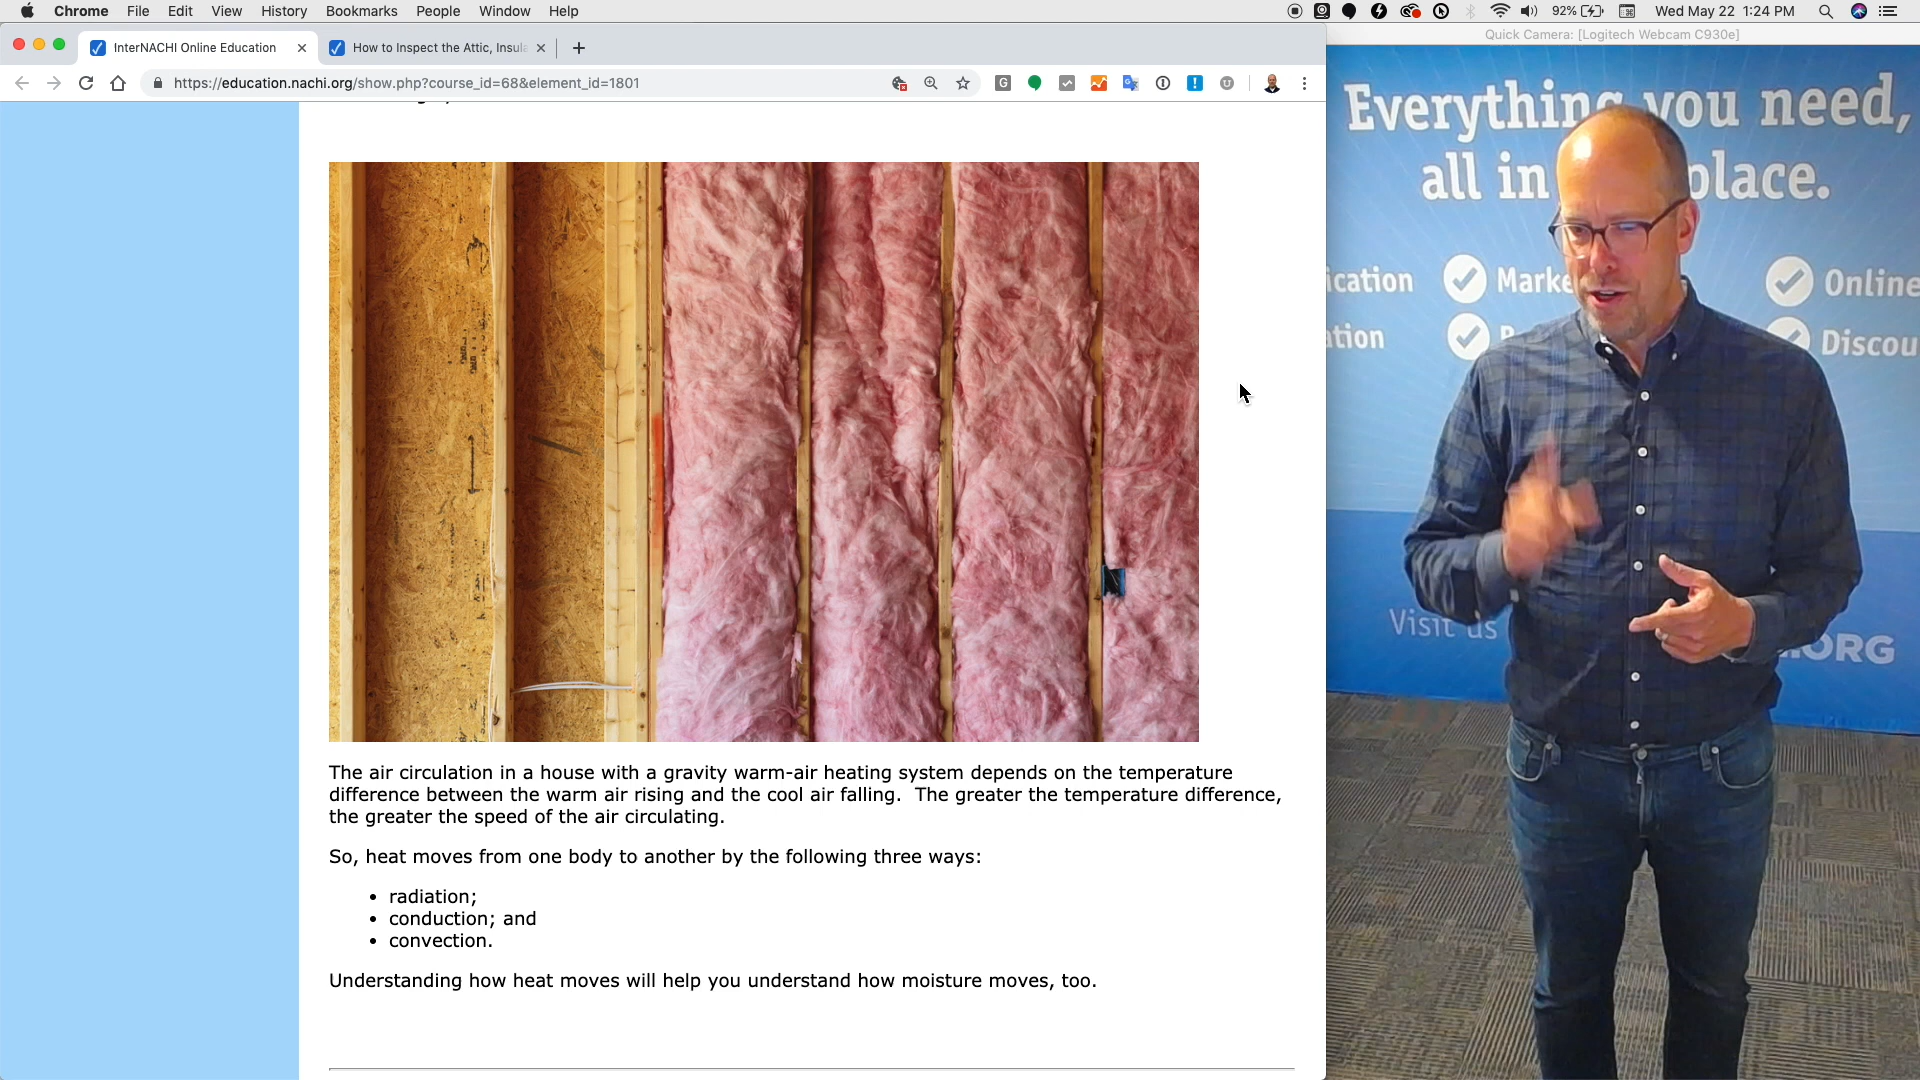 Chrome File Edit View History Bookmarks People Window Help 92% Wed May 22 1:24 PM
Quick Camera: [Logitech Webcam C930e]
InterNACHI Online Education How to Inspect the Attic, Insula
https://education.nachi.org/show.php?course_id=68&element_id=1801
Everything you need,
all in place.
ication Marke Online
ation Discou
Visit us .ORG
The air circulation in a house with a gravity warm-air heating system depends on the temperature
difference between the warm air rising and the cool air falling. The greater the temperature difference,
the greater the speed of the air circulating.
So, heat moves from one body to another by the following three ways:
• radiation;
• conduction; and
• convection.
Understanding how heat moves will help you understand how moisture moves, too.